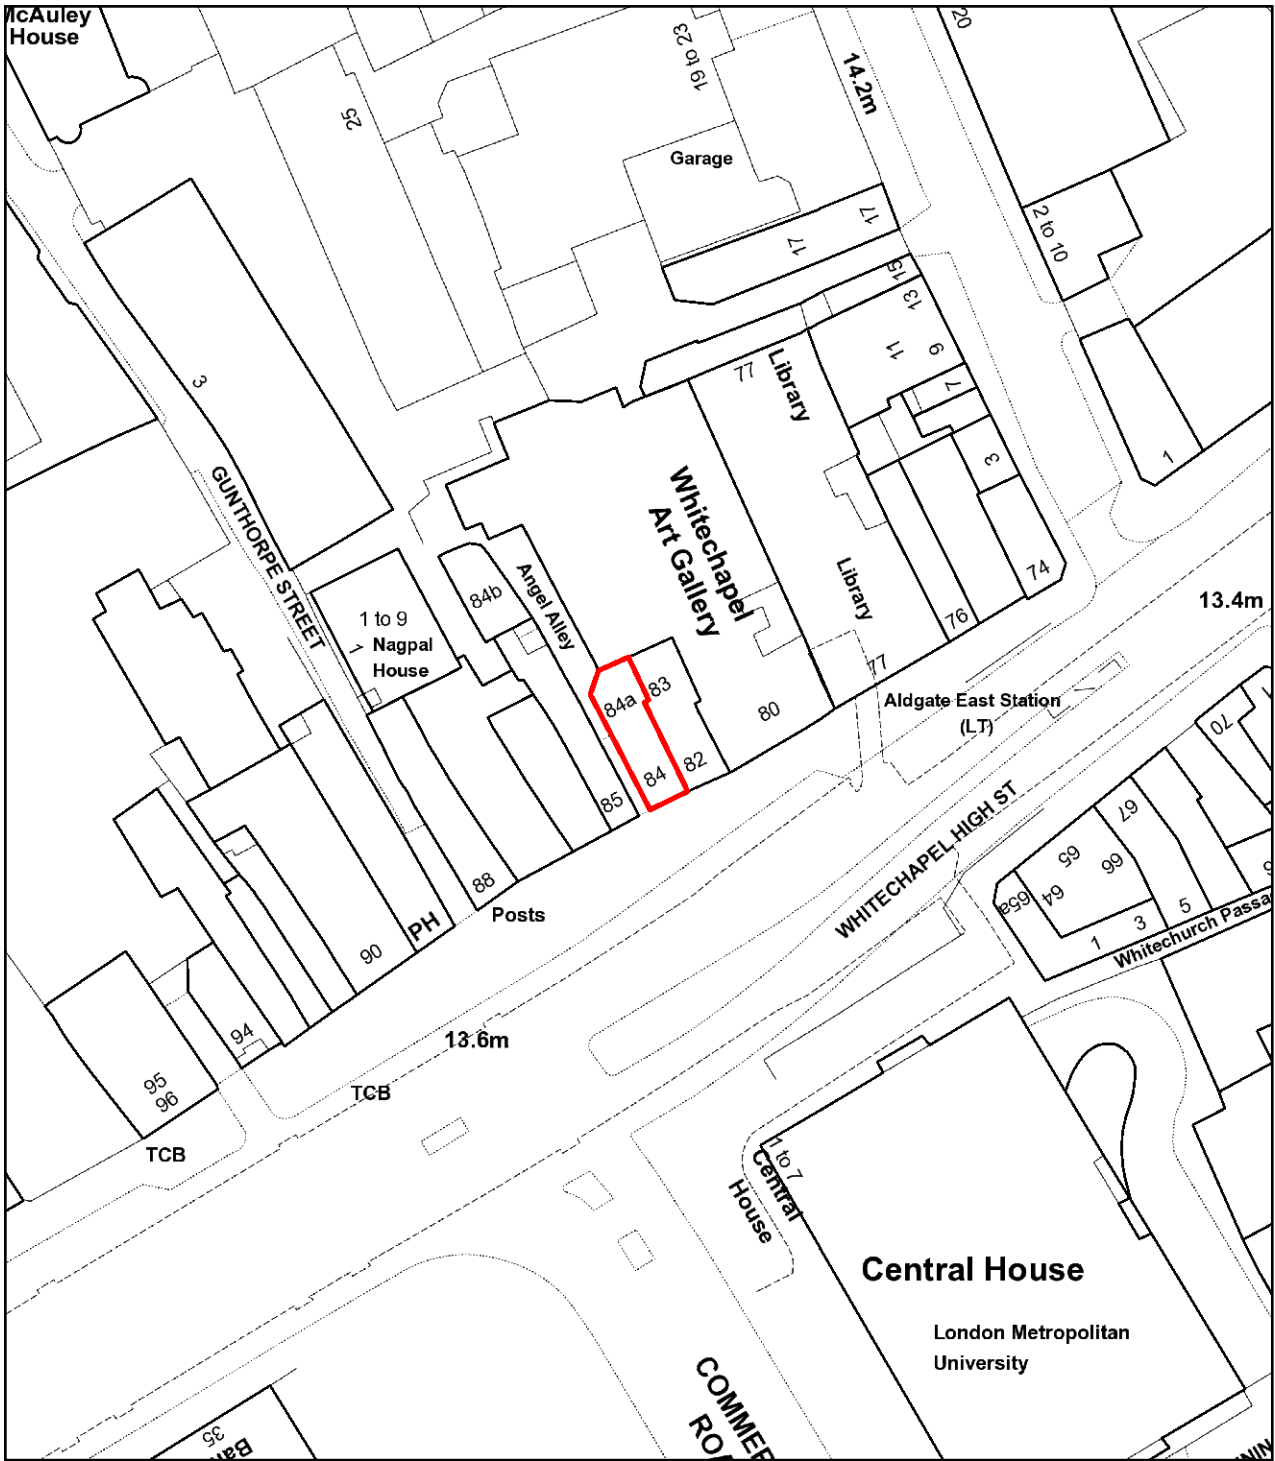 McAuley
House
25
19 to 23
14.2m
20
Garage
17
17
2 to 10
15
13
11
9
7
3
3
77
Library
1
GUNTHORPE STREET
Whitechapel
Art Gallery
Angel Alley
84b
1 to 9
1
Nagpal
House
Library
74
76
77
13.4m
84a
83
80
Aldgate East Station
(LT)
70
84
82
85
WHITECHAPEL HIGH ST
67
65
66
64
65a
88
Posts
PH
90
1
3
5
Whitechurch Passa
94
13.6m
95
96
TCB
TCB
1 to 7
Central
House
Central House
London Metropolitan
University
COMMER
ROA
35
Bar